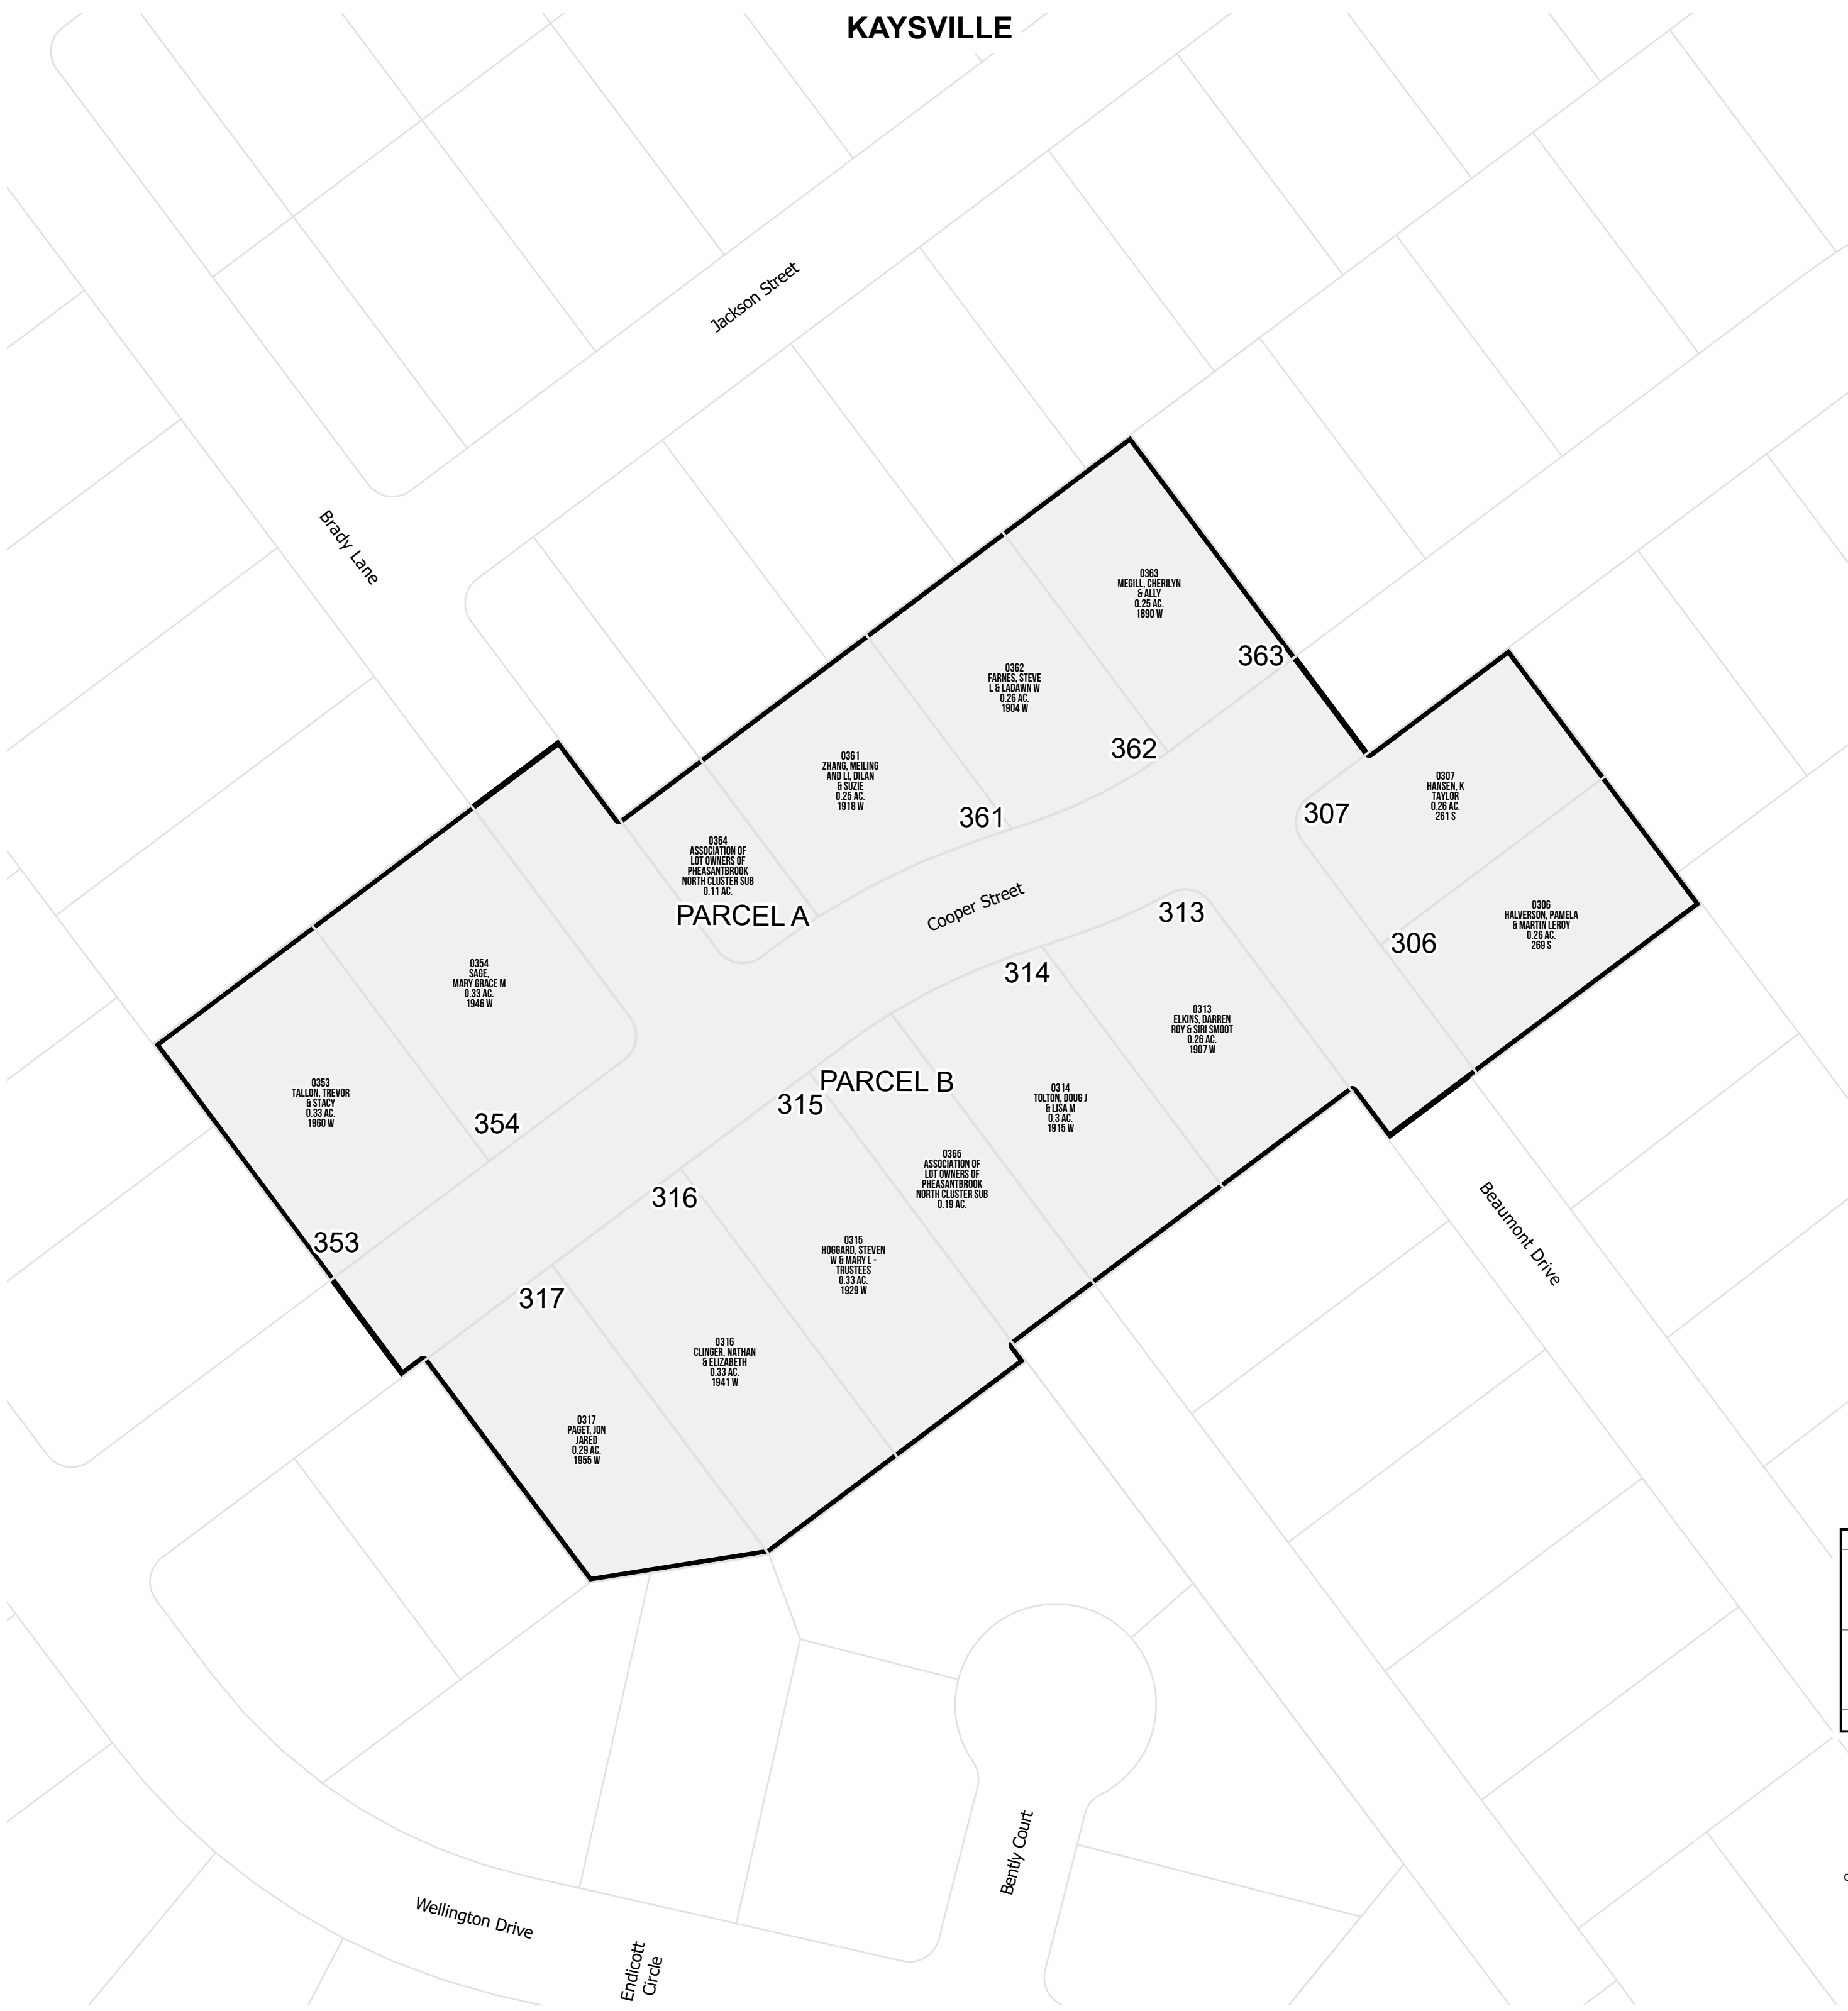 KAYSVILLE
Jackson Street
Brady Lane
0363
MEGILL, CHERILYN
& ALLY
0.25 AC.
1890 W
363
0362
FARNES, STEVE
L & LADAWN W
0.26 AC.
1904 W
362
0361
ZHANG, MEILING
AND LI, DILAN
& SUZIE
0.25 AC.
1918 W
361
0307
HANSEN, K
TAYLOR
0.26 AC.
261 S
307
0364
ASSOCIATION OF
LOT OWNERS OF
PHEASANTBROOK
NORTH CLUSTER SUB
0.11 AC.
PARCEL A
Cooper Street
313
0306
HALVERSON, PAMELA
& MARTIN LEROY
0.26 AC.
269 S
306
0354
SAGE,
MARY GRACE M
0.33 AC.
1946 W
314
0313
ELKINS, DARREN
ROY & SIRI SMOOT
0.26 AC.
1907 W
0353
TALLON, TREVOR
& STACY
0.33 AC.
1960 W
354
PARCEL B
315
0314
TOLTON, DOUG J
& LISA M
0.3 AC.
1915 W
0365
ASSOCIATION OF
LOT OWNERS OF
PHEASANTBROOK
NORTH CLUSTER SUB
0.19 AC.
316
353
0315
HOGGARD, STEVEN
W & MARY L -
TRUSTEES
0.33 AC.
1929 W
Beaumont Drive
317
0316
CLINGER, NATHAN
& ELIZABETH
0.33 AC.
1941 W
0317
PAGET, JON
JARED
0.29 AC.
1955 W
Bently Court
Wellington Drive
Endicott
Circle